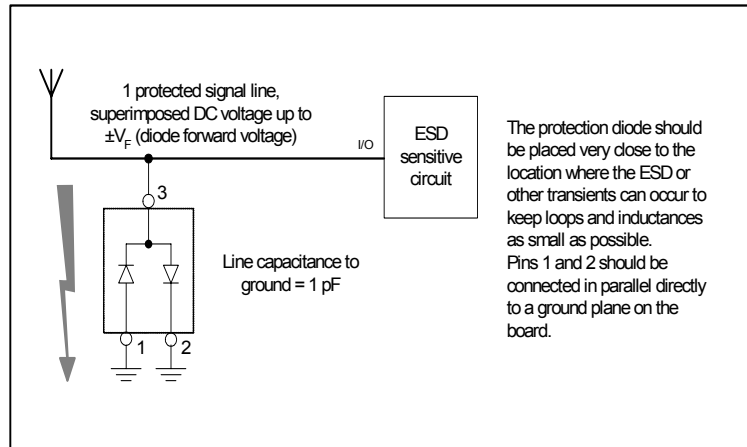 1 protected signal line,
superimposed DC voltage up to
±VF (diode forward voltage)
I/O
ESD
sensitive
circuit
3
Line capacitance to
ground = 1 pF
1
2
The protection diode should
be placed very close to the
location where the ESD or
other transients can occur to
keep loops and inductances
as small as possible.
Pins 1 and 2 should be
connected in parallel directly
to a ground plane on the
board.